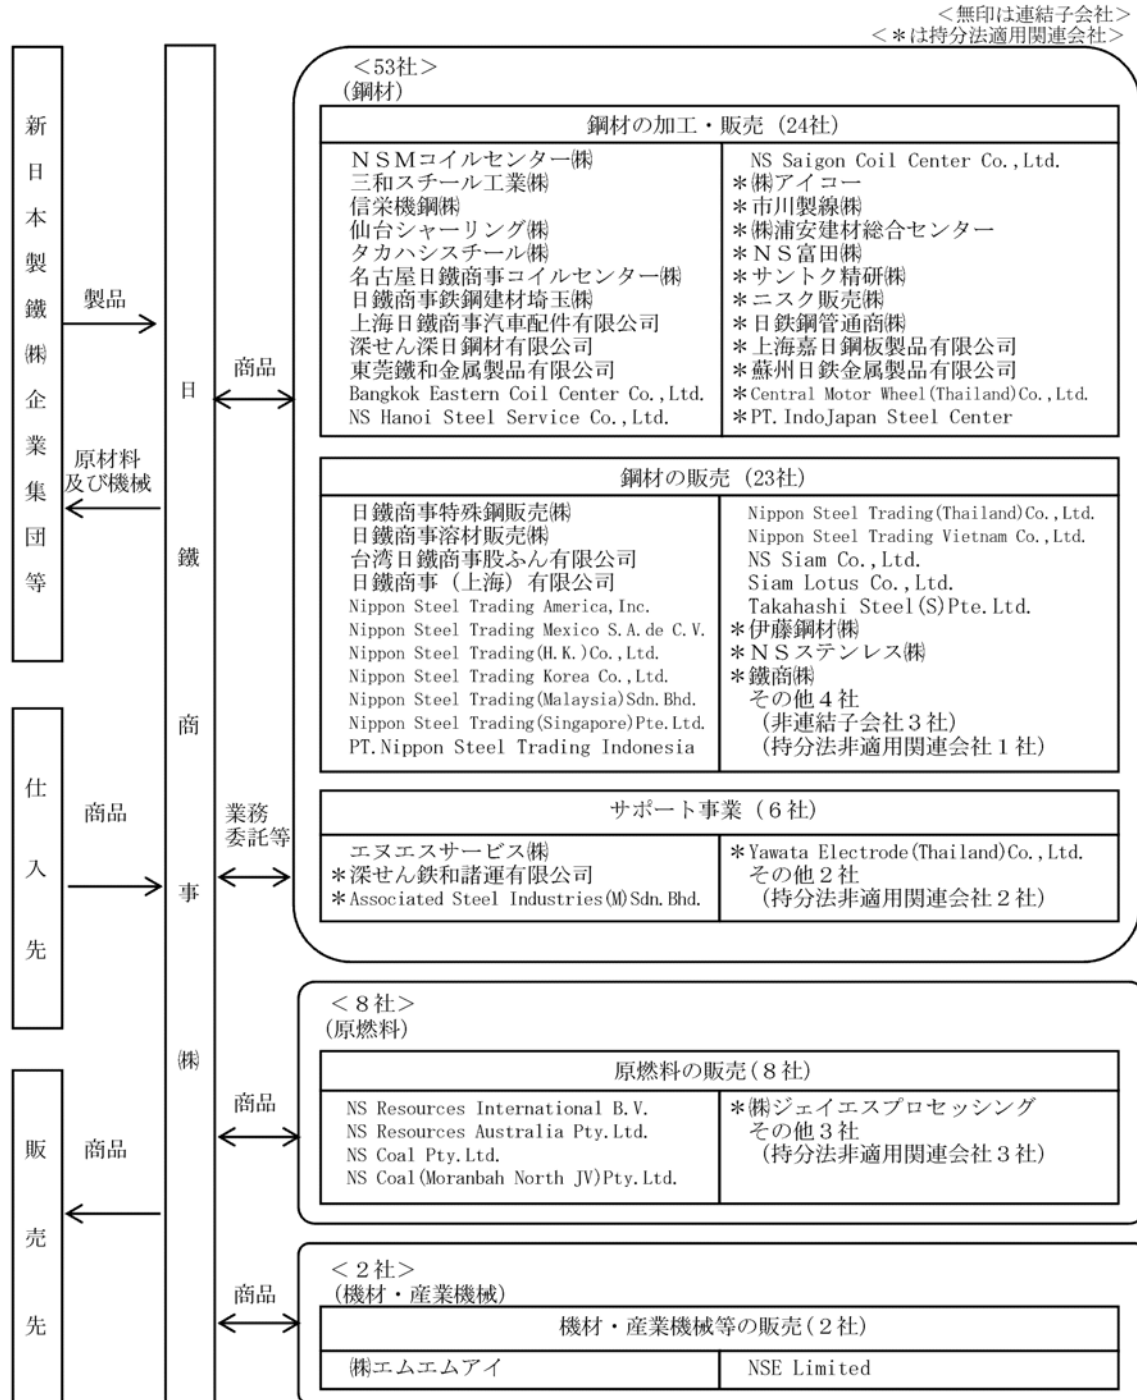 ＜無印は連結子会社＞
＜＊は持分法適用関連会社＞
新日本製鐵㈱企業集団等
製品
原材料
及び機械
仕入先
商品
販売先
商品
日鐵商事㈱
商品
業務
委託等
商品
商品
＜53社＞
(鋼材)
鋼材の加工・販売 (24社)
ＮＳＭコイルセンター㈱
三和スチール工業㈱
信栄機鋼㈱
仙台シャーリング㈱
タカハシスチール㈱
名古屋日鐵商事コイルセンター㈱
日鐵商事鉄鋼建材埼玉㈱
上海日鐵商事汽車配件有限公司
深せん深日鋼材有限公司
東莞鐵和金属製品有限公司
Bangkok Eastern Coil Center Co.,Ltd.
NS Hanoi Steel Service Co.,Ltd.
NS Saigon Coil Center Co.,Ltd.
＊㈱アイコー
＊市川製線㈱
＊㈱浦安建材総合センター
＊ＮＳ富田㈱
＊サントク精研㈱
＊ニスク販売㈱
＊日鉄鋼管通商㈱
＊上海嘉日鋼板製品有限公司
＊蘇州日鉄金属製品有限公司
＊Central Motor Wheel(Thailand)Co.,Ltd.
＊PT.IndoJapan Steel Center
鋼材の販売 (23社)
日鐵商事特殊鋼販売㈱
日鐵商事溶材販売㈱
台湾日鐵商事股ふん有限公司
日鐵商事（上海）有限公司
Nippon Steel Trading America,Inc.
Nippon Steel Trading Mexico S.A.de C.V.
Nippon Steel Trading(H.K.)Co.,Ltd.
Nippon Steel Trading Korea Co.,Ltd.
Nippon Steel Trading(Malaysia)Sdn.Bhd.
Nippon Steel Trading(Singapore)Pte.Ltd.
PT.Nippon Steel Trading Indonesia
Nippon Steel Trading(Thailand)Co.,Ltd.
Nippon Steel Trading Vietnam Co.,Ltd.
NS Siam Co.,Ltd.
Siam Lotus Co.,Ltd.
Takahashi Steel(S)Pte.Ltd.
＊伊藤鋼材㈱
＊ＮＳステンレス㈱
＊鐵商㈱
その他４社
（非連結子会社３社）
（持分法非適用関連会社１社）
サポート事業（６社）
エヌエスサービス㈱
＊深せん鉄和諸運有限公司
＊Associated Steel Industries(M)Sdn.Bhd.
＊Yawata Electrode(Thailand)Co.,Ltd.
その他２社
（持分法非適用関連会社２社）
＜８社＞
(原燃料)
原燃料の販売(８社)
NS Resources International B.V.
NS Resources Australia Pty.Ltd.
NS Coal Pty.Ltd.
NS Coal(Moranbah North JV)Pty.Ltd.
＊㈱ジェイエスプロセッシング
その他３社
（持分法非適用関連会社３社）
＜２社＞
(機材・産業機械)
機材・産業機械等の販売(２社)
㈱エムエムアイ
NSE Limited